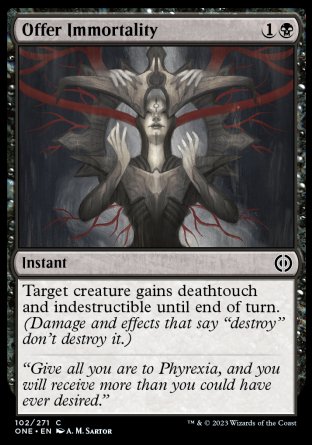 Offer Immortality 1
Instant
Target creature gains deathtouch
and indestructible until end of turn.
(Damage and effects that say “destroy”
don’t destroy it.)
“Give all you are to Phyrexia, and you
will receive more than you could have
ever desired.”
102/271 C
ONE • EN A. M. Sartor
™ & © 2023 Wizards of the Coast